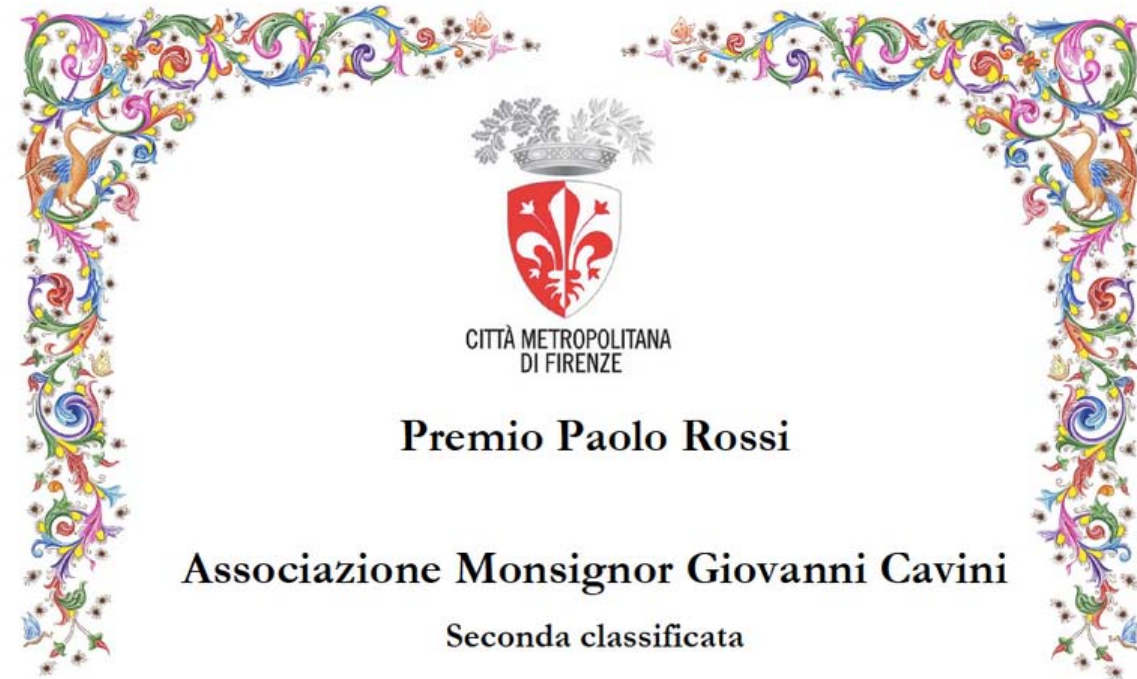 CITTÀ METROPOLITANA
DI FIRENZE
Premio Paolo Rossi
Associazione Monsignor Giovanni Cavini
Seconda classificata